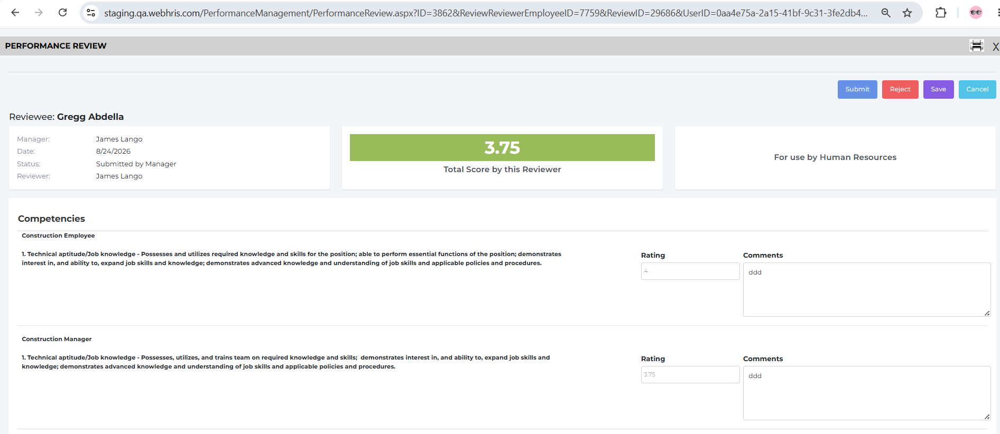 staging.qa.webhris.com/PerformanceManagement/PerformanceReview.aspx?ID=3862&ReviewReviewerEmployeeID=7759&ReviewID=29686&UserID=0aa4e75a-2a15-41bf-9c31-3fe2db4...
PERFORMANCE REVIEW
X
Submit
Reject
Save
Cancel
Reviewee: Gregg Abdella
Manager: James Lango
Date: 8/24/2026
Status: Submitted by Manager
Reviewer: James Lango
3.75
Total Score by this Reviewer
For use by Human Resources
Competencies
Construction Employee
1. Technical aptitude/Job knowledge - Possesses and utilizes required knowledge and skills for the position; able to perform essential functions of the position; demonstrates
interest in, and ability to, expand job skills and knowledge; demonstrates advanced knowledge and understanding of job skills and applicable policies and procedures.
Rating
4
Comments
ddd
Construction Manager
1. Technical aptitude/Job knowledge - Possesses, utilizes, and trains team on required knowledge and skills;  demonstrates interest in, and ability to, expand job skills and
knowledge; demonstrates advanced knowledge and understanding of job skills and applicable policies and procedures.
Rating
3.75
Comments
ddd